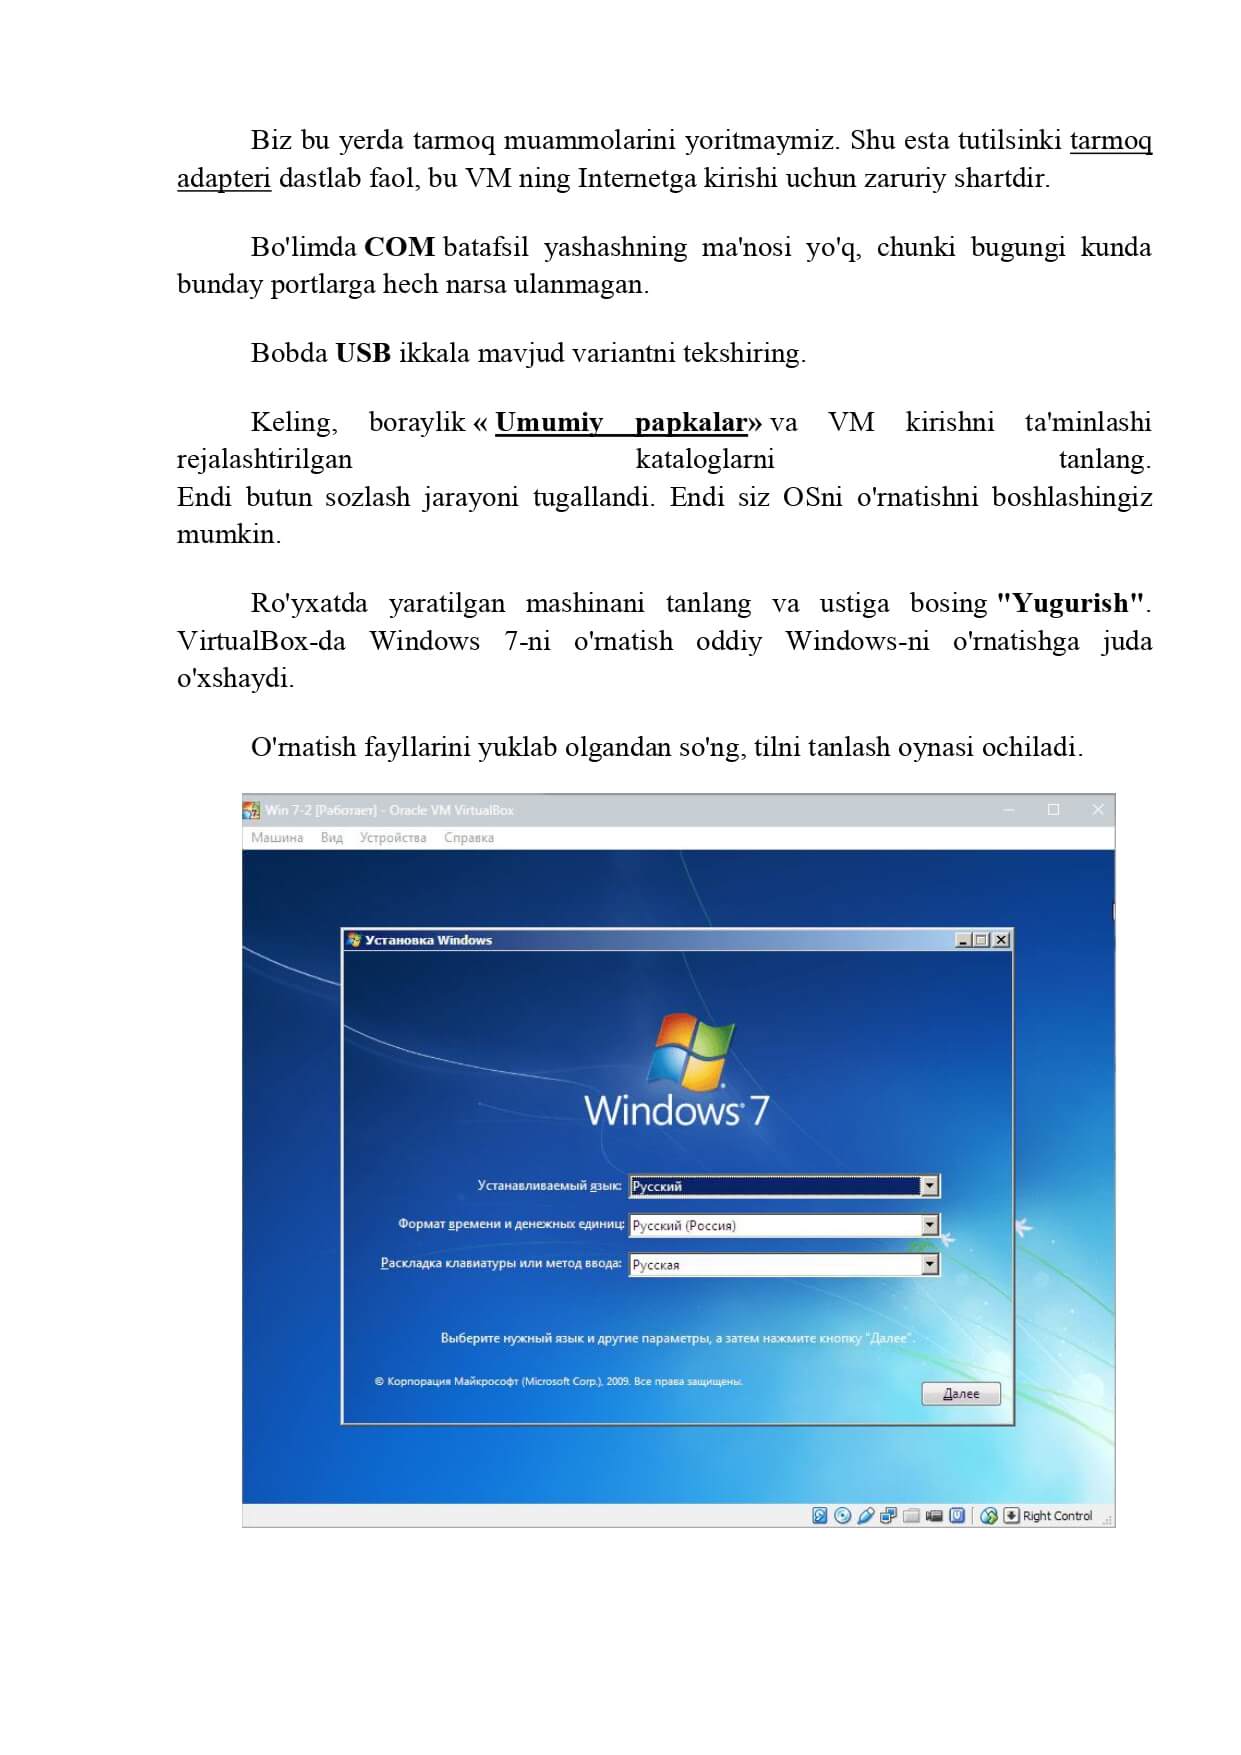 Biz bu yerda tarmoq muammolarini yoritmaymiz. Shu esta tutilsinki tarmoq
adapteri dastlab faol, bu VM ning Internetga kirishi uchun zaruriy shartdir.
Bo'limda COM batafsil yashashning ma'nosi yo'q, chunki bugungi kunda
bunday portlarga hech narsa ulanmagan.
Bobda USB ikkala mavjud variantni tekshiring.
Keling, boraylik « Umumiy papkalar» va VM kirishni ta'minlashi
rejalashtirilgan kataloglarni tanlang.
Endi butun sozlash jarayoni tugallandi. Endi siz OSni o'rnatishni boshlashingiz
mumkin.
Ro'yxatda yaratilgan mashinani tanlang va ustiga bosing "Yugurish".
VirtualBox-da Windows 7-ni o'rnatish oddiy Windows-ni o'rnatishga juda
o'xshaydi.
O'rnatish fayllarini yuklab olgandan so'ng, tilni tanlash oynasi ochiladi.
Win 7-2 [Работает] - Oracle VM VirtualBox
Машина Вид Устройства Справка
Установка Windows
Windows 7
Устанавливаемый язык: Русский
Формат времени и денежных единиц: Русский (Россия)
Раскладка клавиатуры или метод ввода: Русская
Выберите нужный язык и другие параметры, а затем нажмите кнопку "Далее".
© Корпорация Майкрософт (Microsoft Corp.), 2009. Все права защищены.
Далее
Right Control